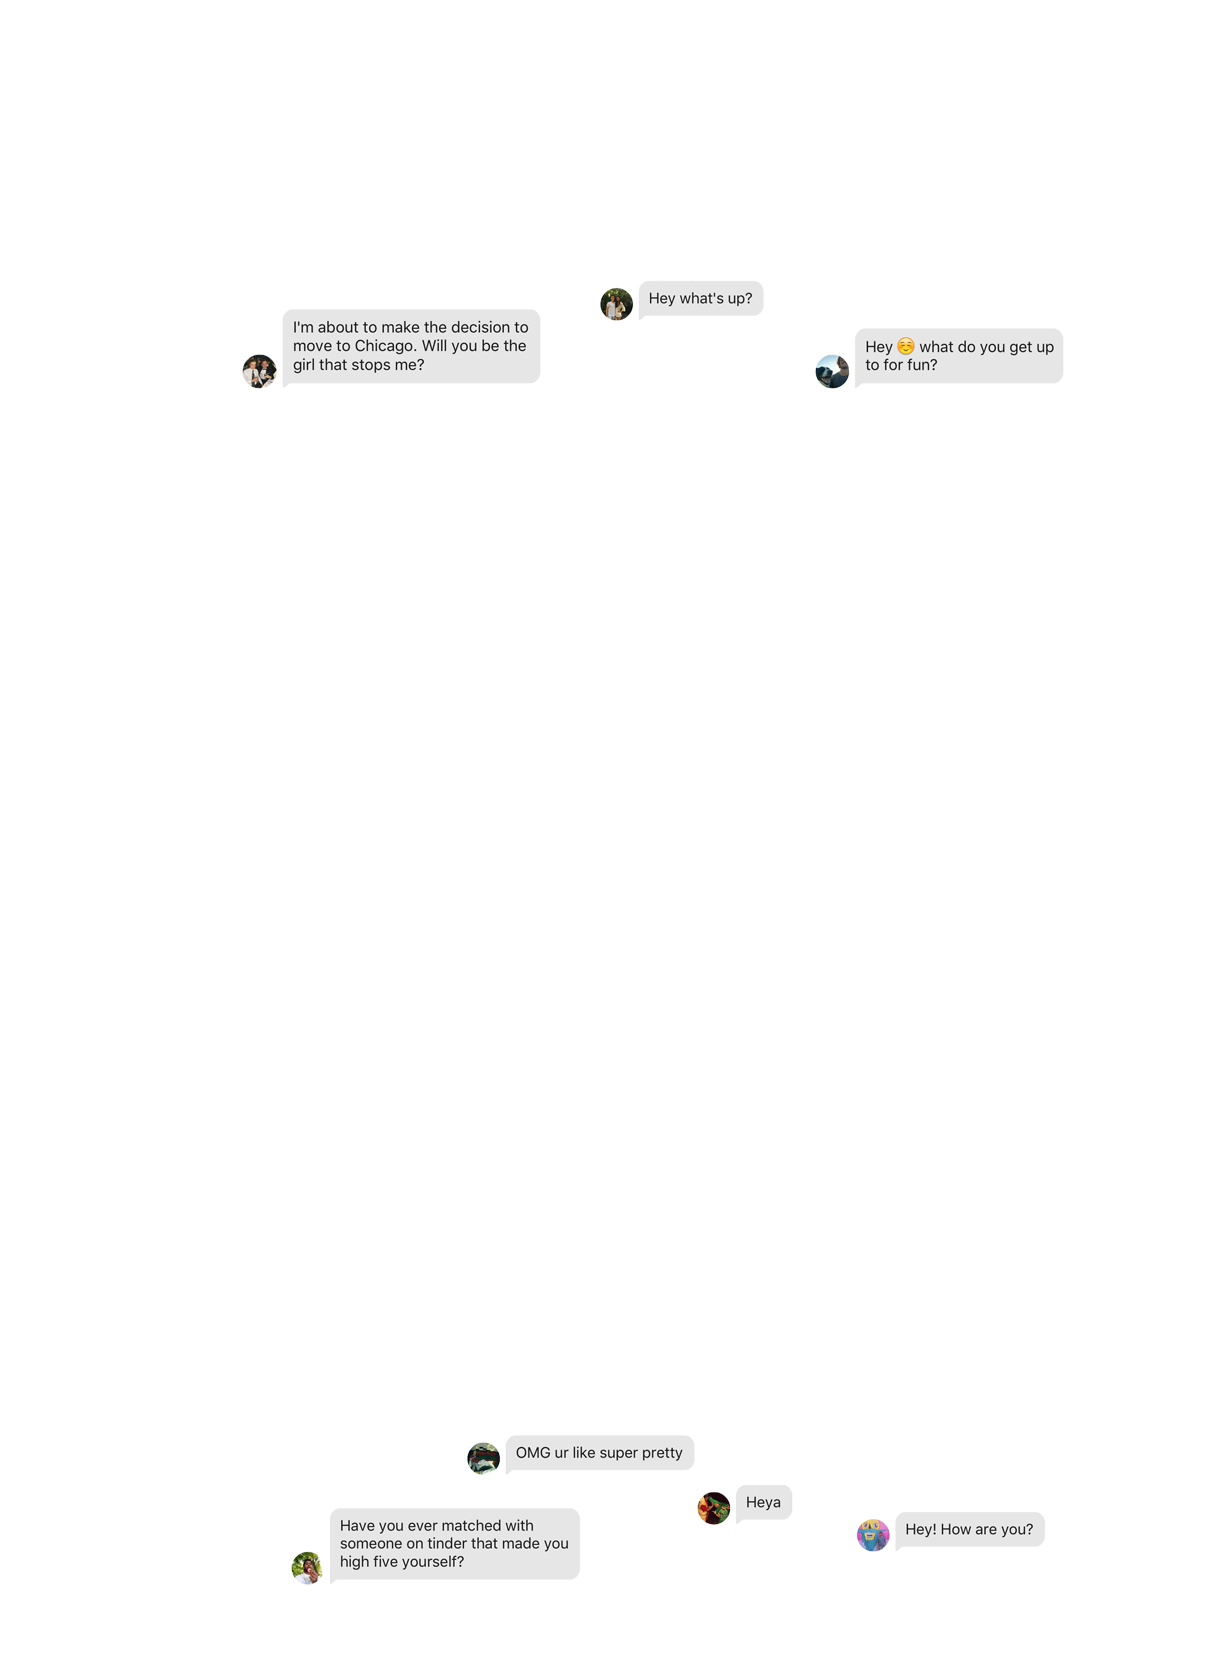 Hey what's up?
I'm about to make the decision to
move to Chicago. Will you be the
girl that stops me?
Hey ☺️ what do you get up
to for fun?
OMG ur like super pretty
Heya
Have you ever matched with
someone on tinder that made you
high five yourself?
Hey! How are you?